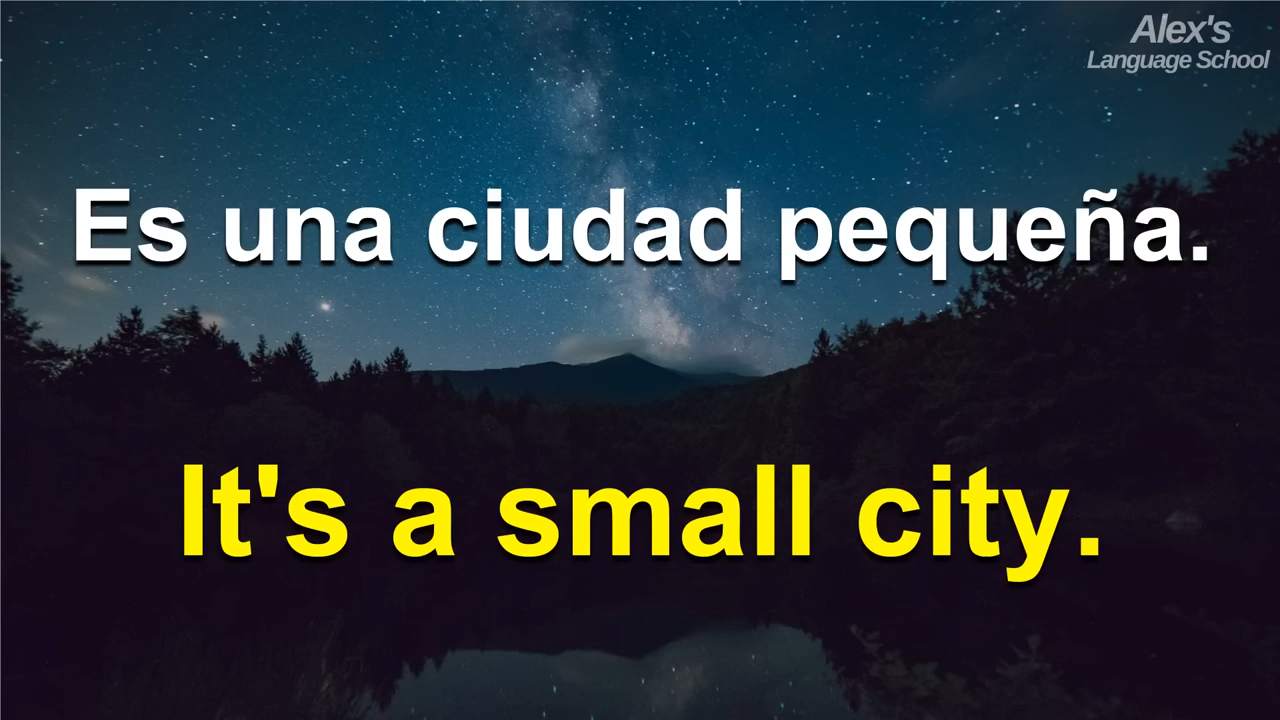 Alex's
Language School
Es una ciudad pequeña.
It's a small city.